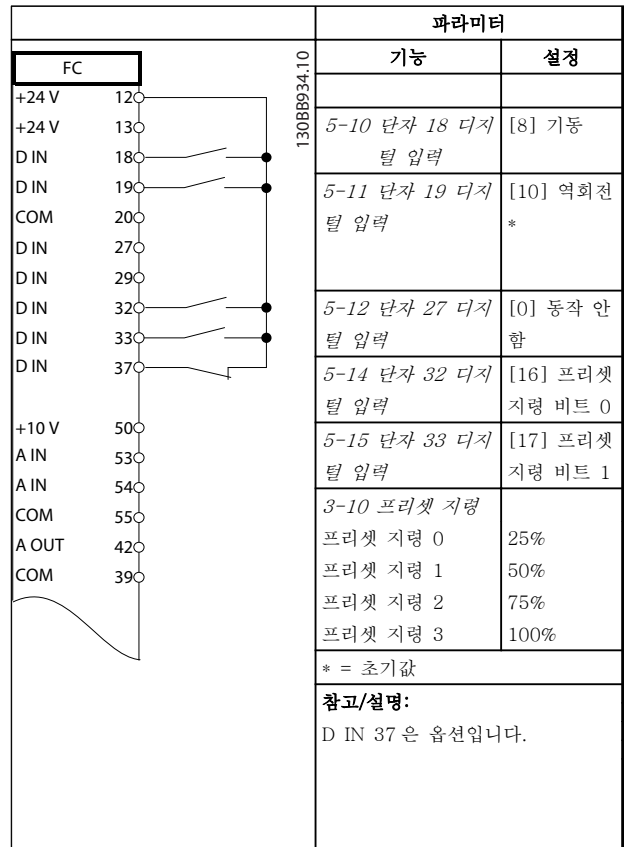 파라미터
기능 설정
FC
130BB934.10
+24 V 12
+24 V 13
D IN 18
D IN 19
COM 20
D IN 27
D IN 29
D IN 32
D IN 33
D IN 37
+10 V 50
A IN 53
A IN 54
COM 55
A OUT 42
COM 39
5-10 단자 18 디지 [8] 기동
털 입력
5-11 단자 19 디지 [10] 역회전
털 입력 *
5-12 단자 27 디지 [0] 동작 안
털 입력 함
5-14 단자 32 디지 [16] 프리셋
털 입력 지령 비트 0
5-15 단자 33 디지 [17] 프리셋
털 입력 지령 비트 1
3-10 프리셋 지령
프리셋 지령 0 25%
프리셋 지령 1 50%
프리셋 지령 2 75%
프리셋 지령 3 100%
* = 초기값
참고/설명:
D IN 37 은 옵션입니다.